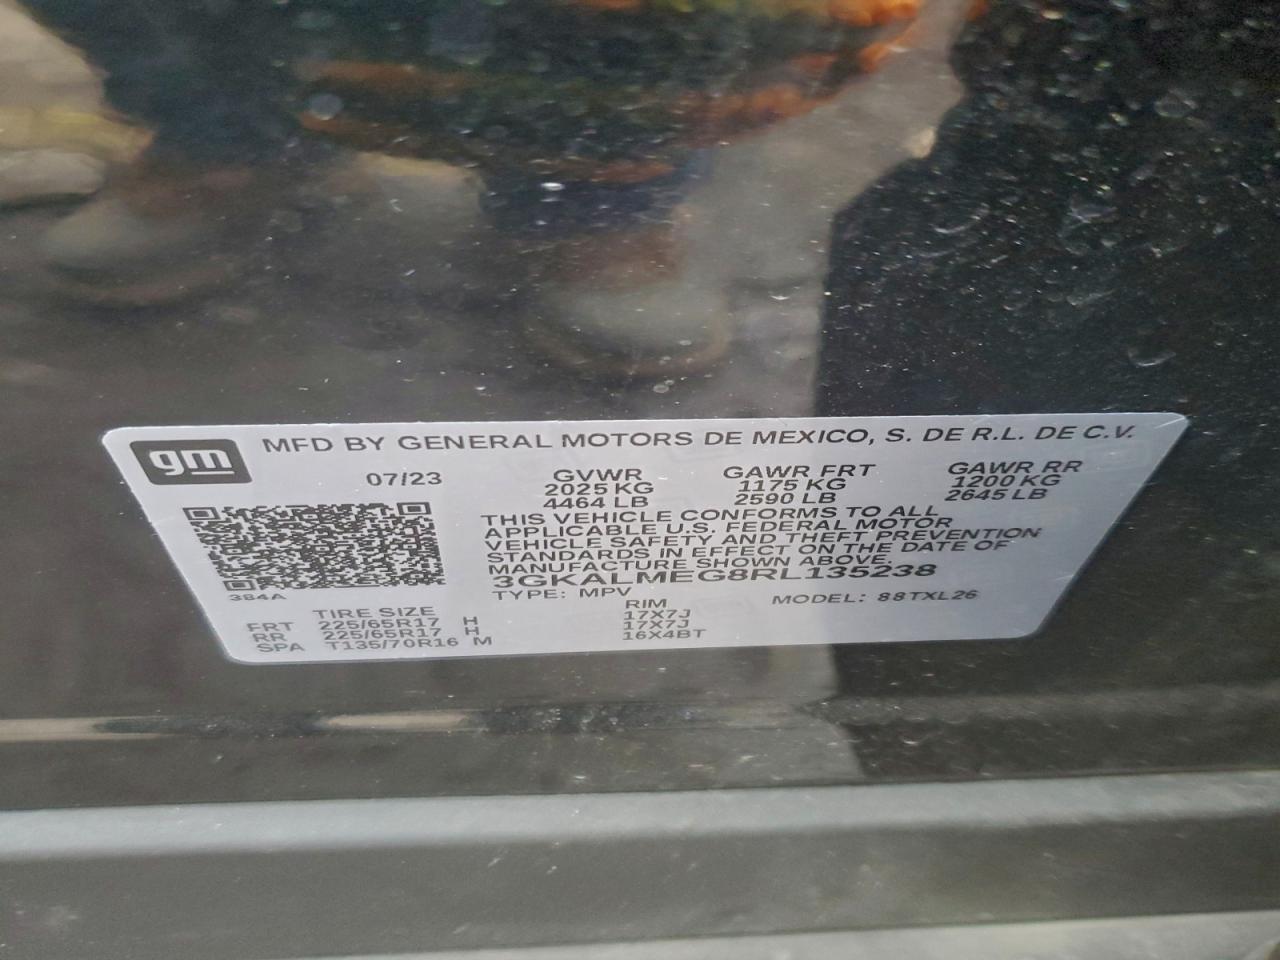 gm
MFD BY GENERAL MOTORS DE MEXICO, S. DE R.L. DE C.V.
07/23 GVWR GAWR FRT GAWR RR
2025 KG 1175 KG 1200 KG
4464 LB 2590 LB 2645 LB
THIS VEHICLE CONFORMS TO ALL
APPLICABLE U.S. FEDERAL MOTOR
VEHICLE SAFETY AND THEFT PREVENTION
STANDARDS IN EFFECT ON THE DATE OF
MANUFACTURE SHOWN ABOVE.
3GKALMEG8RL135238
384A TYPE: MPV MODEL: 88TXL26
TIRE SIZE RIM
FRT 225/65R17 H 17X7J
RR 225/65R17 H 17X7J
SPA T135/70R16 M 16X4BT